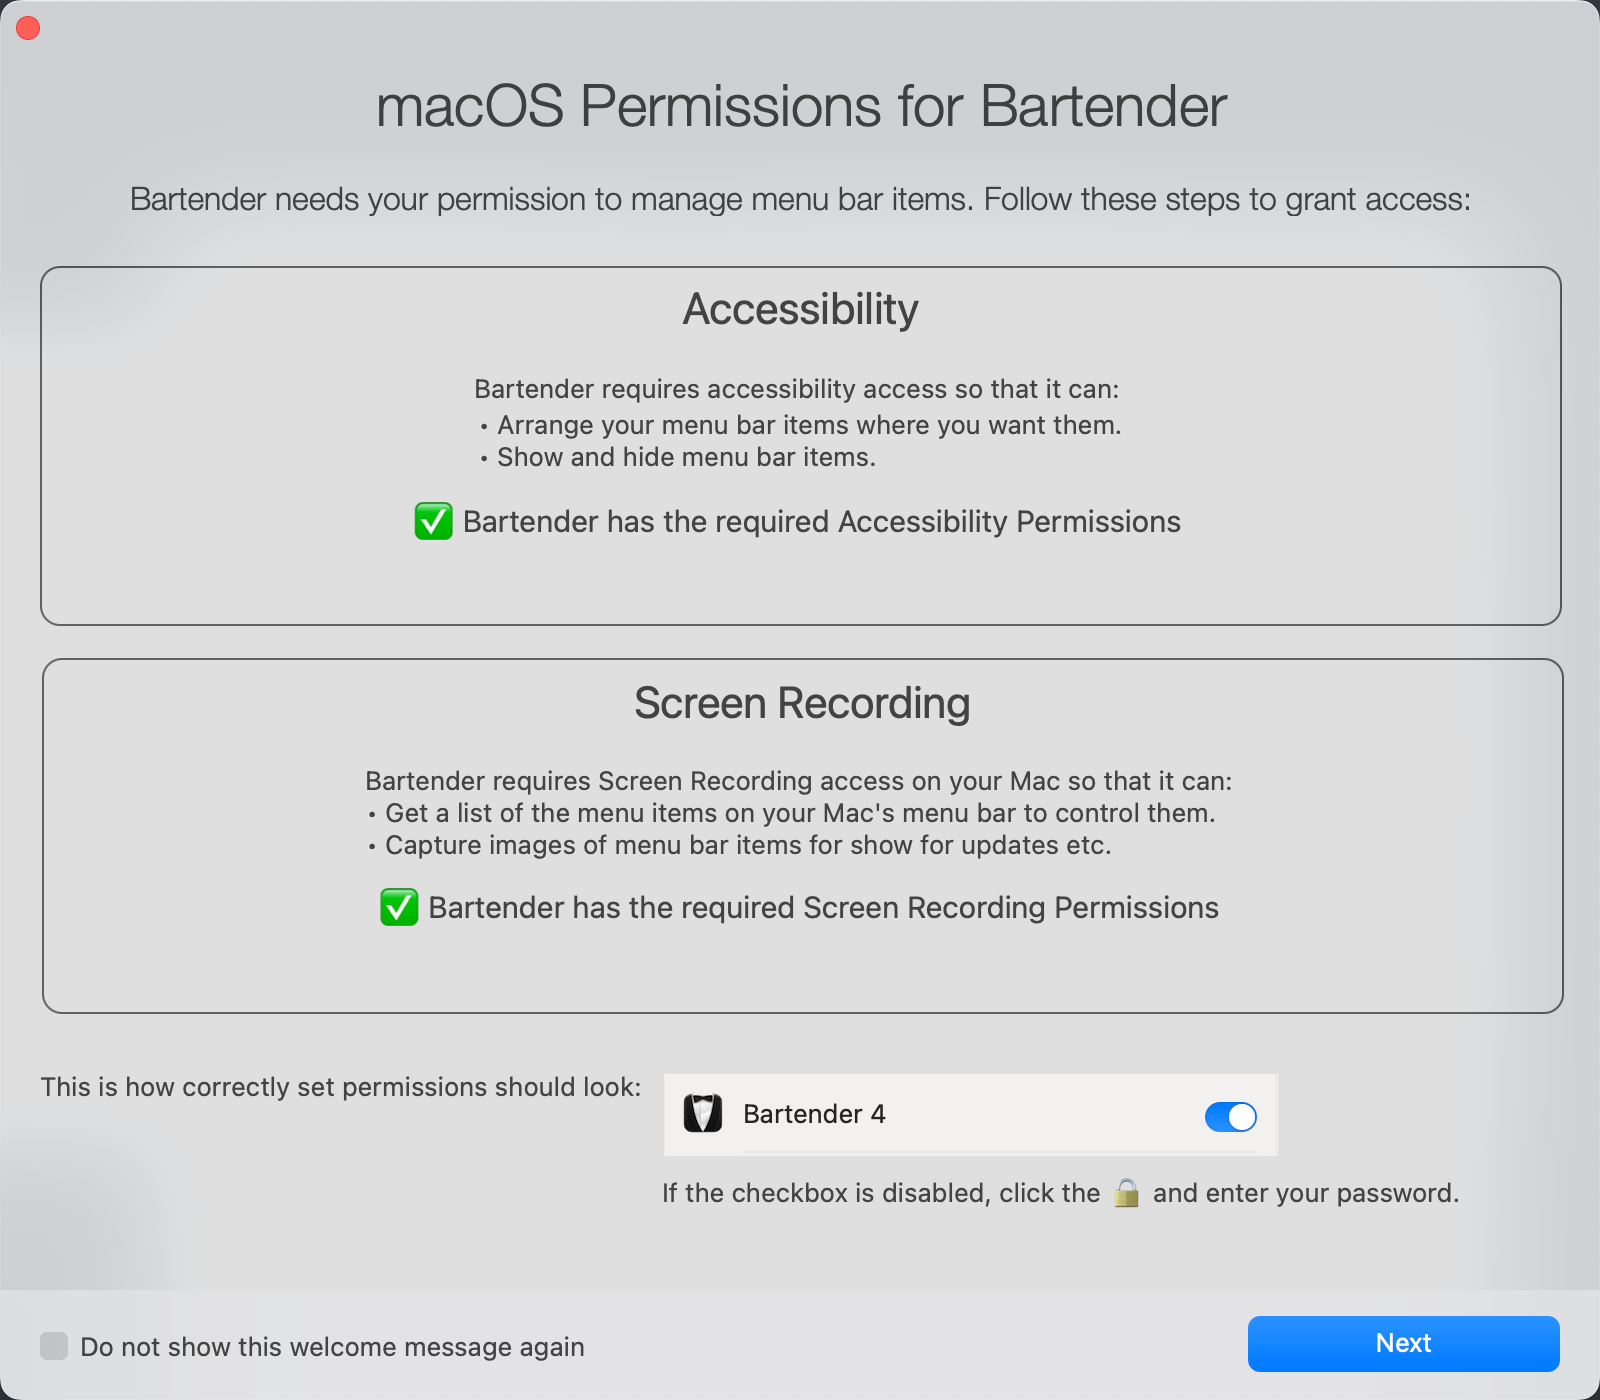 macOS Permissions for Bartender
Bartender needs your permission to manage menu bar items. Follow these steps to grant access:
Accessibility
Bartender requires accessibility access so that it can:
• Arrange your menu bar items where you want them.
• Show and hide menu bar items.
✅ Bartender has the required Accessibility Permissions
Screen Recording
Bartender requires Screen Recording access on your Mac so that it can:
• Get a list of the menu items on your Mac's menu bar to control them.
• Capture images of menu bar items for show for updates etc.
✅ Bartender has the required Screen Recording Permissions
This is how correctly set permissions should look:
Bartender 4
If the checkbox is disabled, click the 🔒 and enter your password.
Do not show this welcome message again
Next